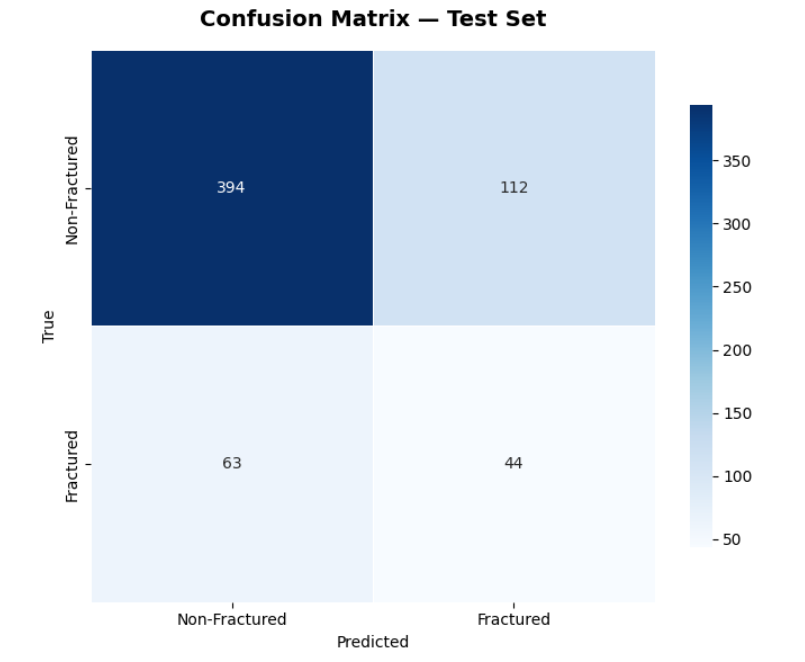 Confusion Matrix — Test Set
Non-Fractured
394
112
350
300
250
200
150
100
50
True
Fractured
63
44
Non-Fractured
Fractured
Predicted